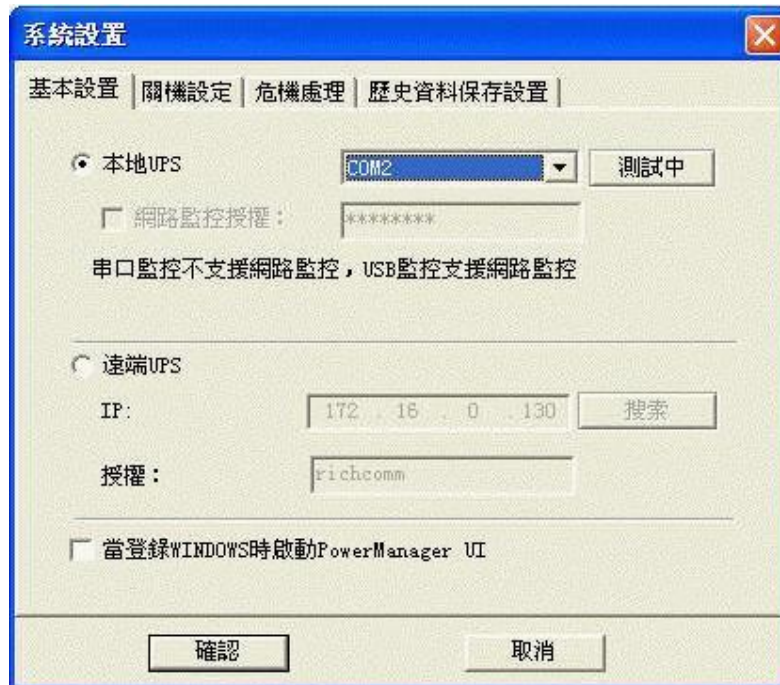 系統設置
基本設置 關機設定 危機處理 歷史資料保存設置
本地UPS COM2 測試中
網路監控授權： ********
串口監控不支援網路監控，USB監控支援網路監控
遠端UPS
IP: 172 . 16 . 0 . 130 搜索
授權： richcomm
當登錄WINDOWS時啟動PowerManager UI
確認 取消